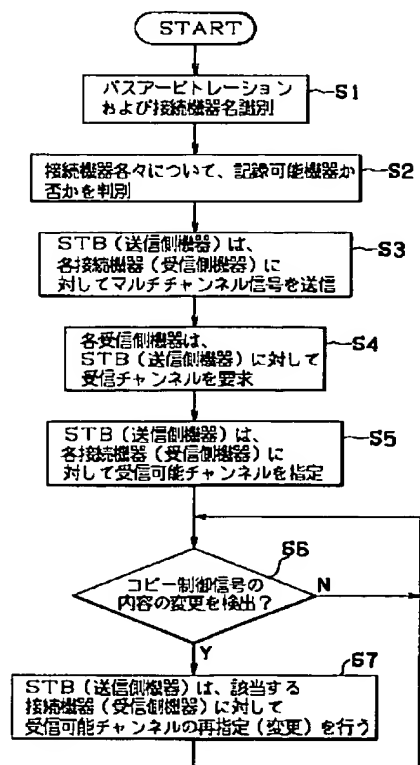 START
バスアービトレーション
および接続機器名識別
S1
接続機器各々について、記録可能機器か
否かを判別
S2
STB(送信側機器)は、
各接続機器(受信側機器)に
対してマルチチャンネル信号を送信
S3
各受信側機器は、
STB(送信側機器)に対して
受信チャンネルを要求
S4
STB(送信側機器)は、
各接続機器(受信側機器)に
対して受信可能チャンネルを指定
S5
コピー制御信号の
内容の変更を検出?
S6
N
Y
STB(送信側機器)は、該当する
接続機器(受信側機器)に対して
受信可能チャンネルの再指定(変更)を行う
S7